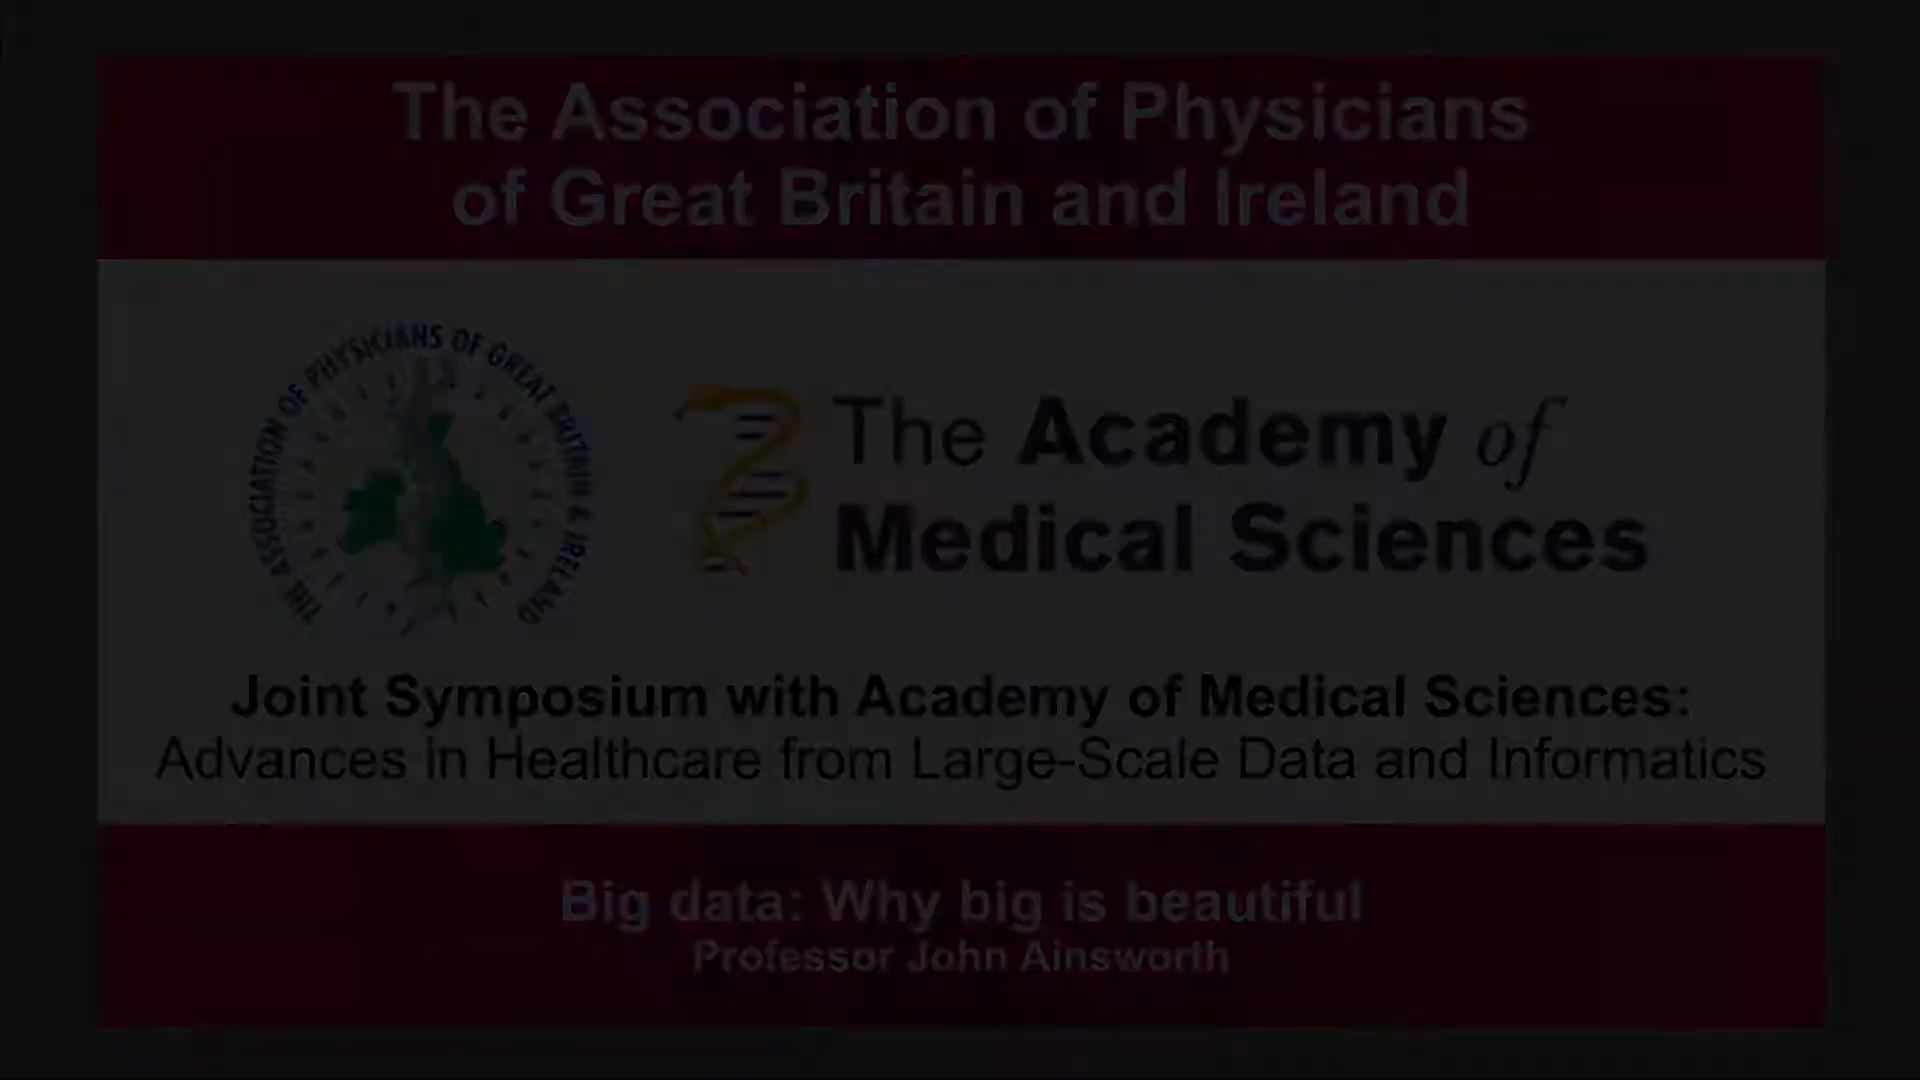 The Association of Physicians
of Great Britain and Ireland
THE ASSOCIATION OF PHYSICIANS OF GREAT BRITAIN & IRELAND
The Academy of
Medical Sciences
Joint Symposium with Academy of Medical Sciences:
Advances in Healthcare from Large-Scale Data and Informatics
Big data: Why big is beautiful
Professor John Ainsworth